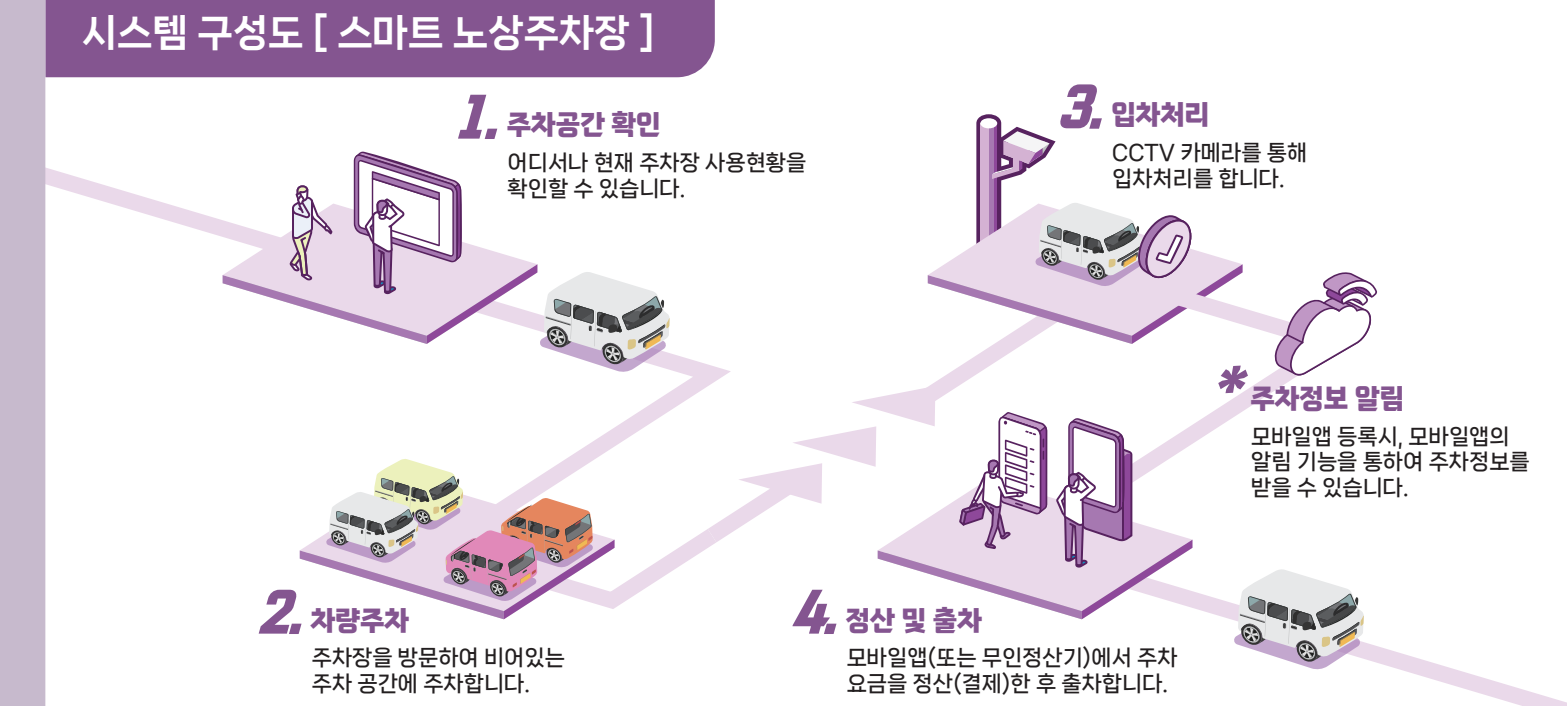 시스템 구성도 [ 스마트 노상주차장 ]
1. 주차공간 확인
어디서나 현재 주차장 사용현황을
확인할 수 있습니다.
2. 차량주차
주차장을 방문하여 비어있는
주차 공간에 주차합니다.
3. 입차처리
CCTV 카메라를 통해
입차처리를 합니다.
* 주차정보 알림
모바일앱 등록시, 모바일앱의
알림 기능을 통하여 주차정보를
받을 수 있습니다.
4. 정산 및 출차
모바일앱(또는 무인정산기)에서 주차
요금을 정산(결제)한 후 출차합니다.